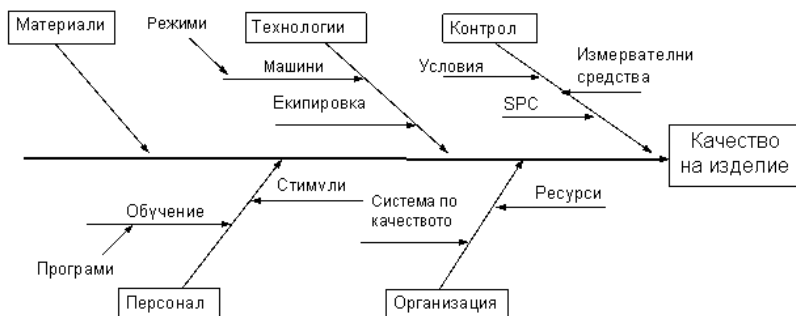 Материали
Режими
Технологии
Контрол
Машини
Условия
Измервателни
средства
Екипировка
SPC
Качество
на изделие
Стимули
Обучение
Система по
качеството
Ресурси
Програми
Персонал
Организация